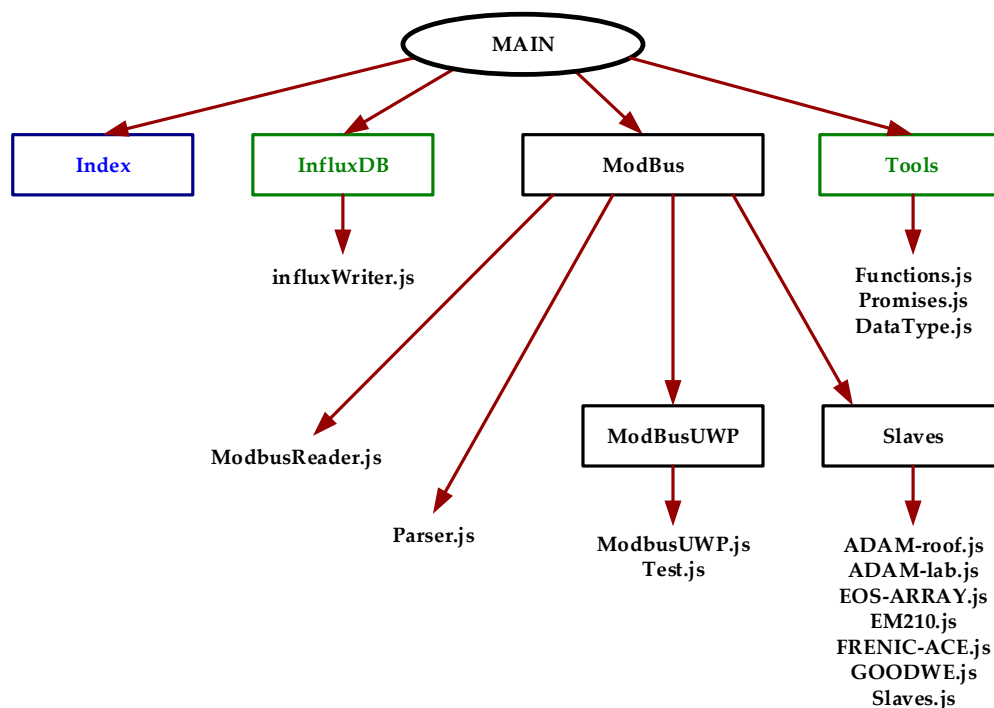 MAIN
Index
InfluxDB
ModBus
Tools
influxWriter.js
Functions.js
Promises.js
DataType.js
ModbusReader.js
Parser.js
ModBusUWP
Slaves
ModbusUWP.js
Test.js
ADAM-roof.js
ADAM-lab.js
EOS-ARRAY.js
EM210.js
FRENIC-ACE.js
GOODWE.js
Slaves.js